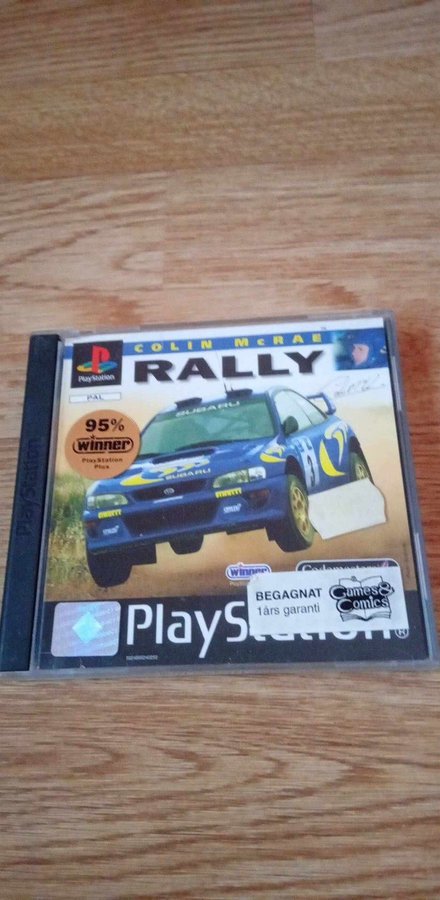 COLIN McRAE
RALLY
PlayStation
PAL
95%
winner
PlayStation
Plus
SUBARU
SUBARU
PIRELLI
PIRELLI
winner
Codemasters
BEGAGNAT
1års garanti
Games&
Comics
PlayStation
PlayStation